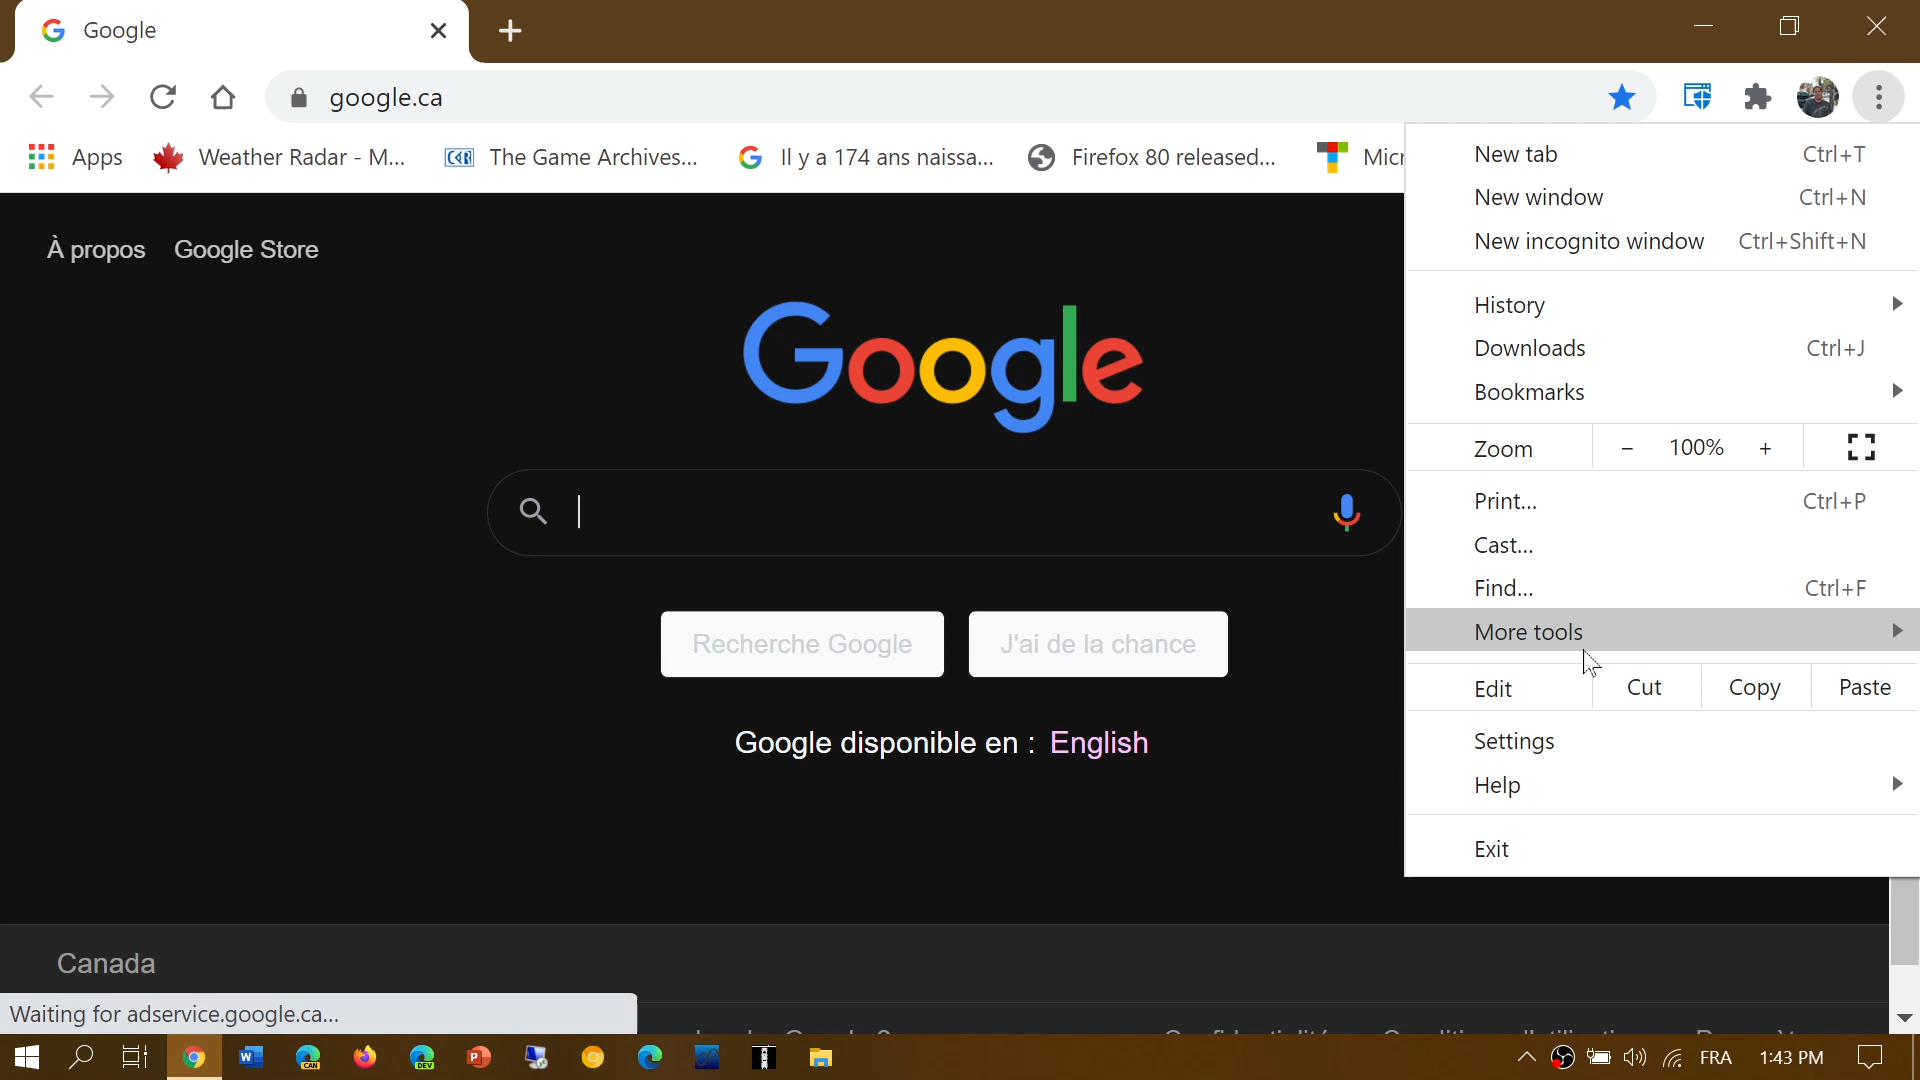 Google
google.ca
Apps
Weather Radar - M...
The Game Archives...
Il y a 174 ans naissa...
Firefox 80 released...
Micr
À propos
Google Store
Google
Recherche Google
J'ai de la chance
Google disponible en : English
Canada
Waiting for adservice.google.ca...
New tab Ctrl+T
New window Ctrl+N
New incognito window Ctrl+Shift+N
History
Downloads Ctrl+J
Bookmarks
Zoom - 100% +
Print... Ctrl+P
Cast...
Find... Ctrl+F
More tools
Edit Cut Copy Paste
Settings
Help
Exit
CAN
DEV
FRA
1:43 PM